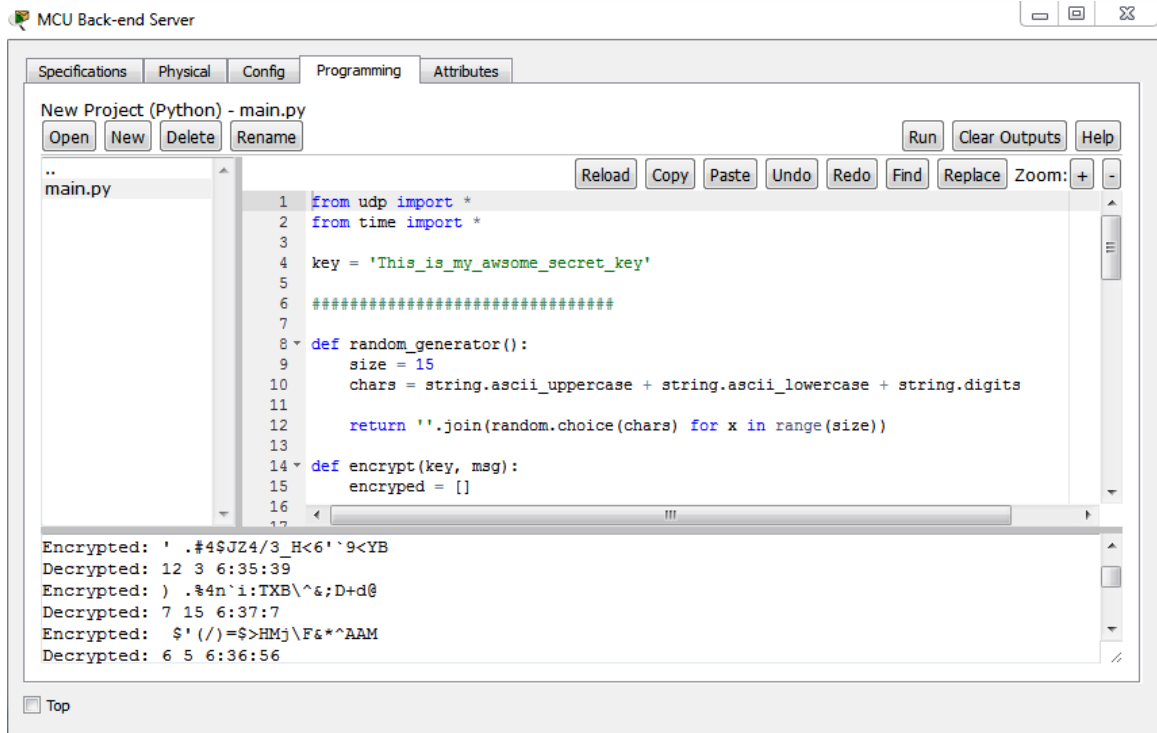 MCU Back-end Server
Specifications Physical Config Programming Attributes
New Project (Python) - main.py
Open New Delete Rename Run Clear Outputs Help
..
main.py
Reload Copy Paste Undo Redo Find Replace Zoom: + -
1 from udp import *
2 from time import *
3
4 key = 'This_is_my_awsome_secret_key'
5
6 ################################
7
8 def random_generator():
9 size = 15
10 chars = string.ascii_uppercase + string.ascii_lowercase + string.digits
11
12 return ''.join(random.choice(chars) for x in range(size))
13
14 def encrypt(key, msg):
15 encryped = []
16
17
Encrypted: ' .#4$JZ4/3_H<6'`9<YB
Decrypted: 12 3 6:35:39
Encrypted: ) .%4n`i:TXB\^&;D+d@
Decrypted: 7 15 6:37:7
Encrypted:  $'(/)=$>HMj\F&*^AAM
Decrypted: 6 5 6:36:56
Top